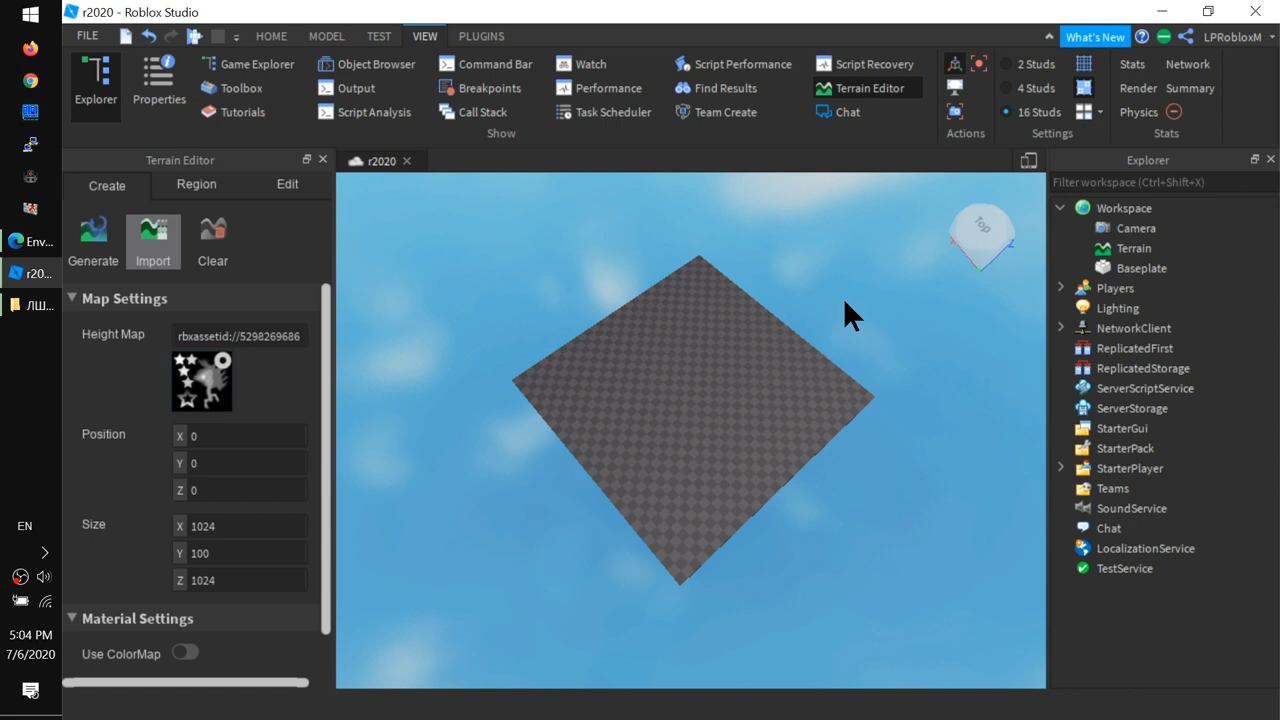 r2020 - Roblox Studio
FILE HOME MODEL TEST VIEW PLUGINS What's New LPRobloxM
Explorer
Properties
Game Explorer
Toolbox
Tutorials
Object Browser
Output
Script Analysis
Command Bar
Breakpoints
Call Stack
Watch
Performance
Task Scheduler
Script Performance
Find Results
Team Create
Script Recovery
Terrain Editor
Chat
Show
Actions
2 Studs
4 Studs
16 Studs
Settings
Stats Network
Render Summary
Physics
Stats
Terrain Editor
Create Region Edit
Generate Import Clear
Map Settings
Height Map rbxassetid://5298269686
Position X 0
Y 0
Z 0
Size X 1024
Y 100
Z 1024
Material Settings
Use ColorMap
r2020
Top
X
Z
Explorer
Filter workspace (Ctrl+Shift+X)
Workspace
Camera
Terrain
Baseplate
Players
Lighting
NetworkClient
ReplicatedFirst
ReplicatedStorage
ServerScriptService
ServerStorage
StarterGui
StarterPack
StarterPlayer
Teams
SoundService
Chat
LocalizationService
TestService
Env...
r20...
ЛШ...
EN
5:04 PM
7/6/2020